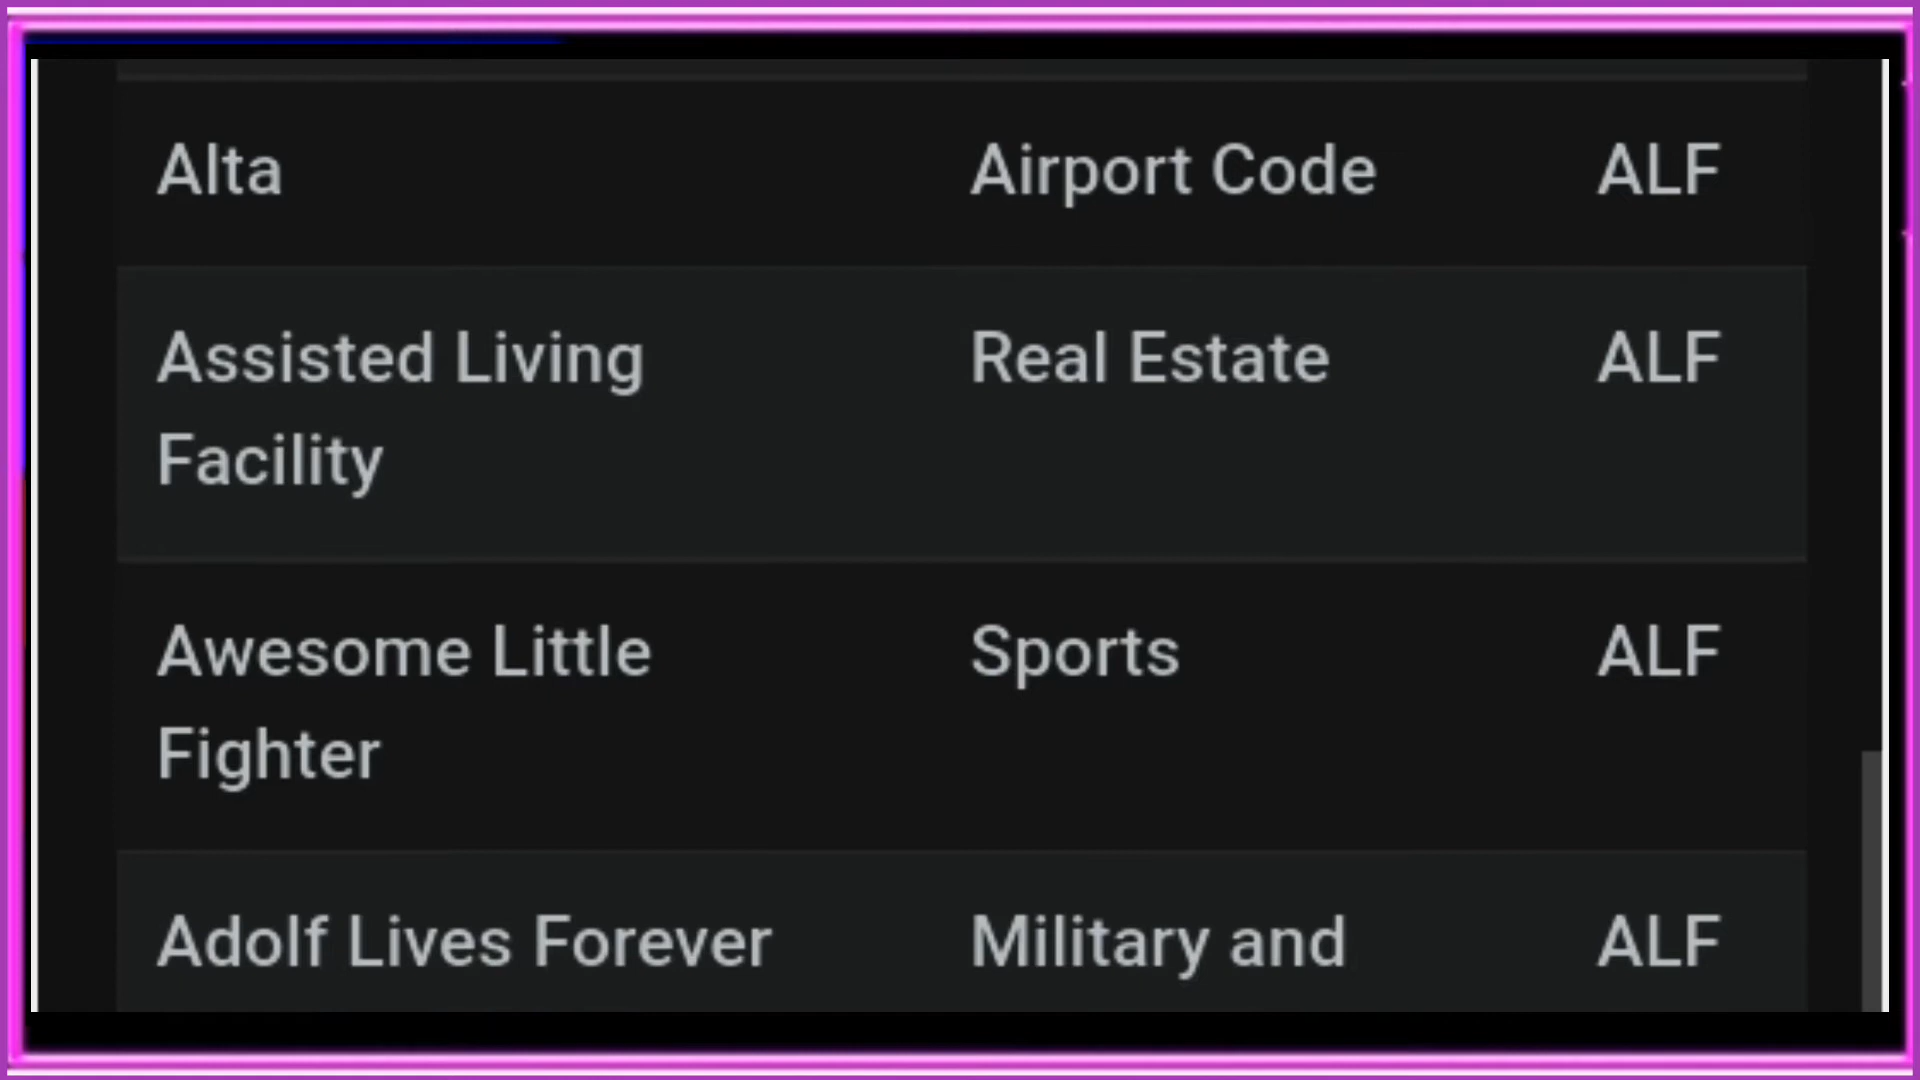 Alta Airport Code ALF
Assisted Living Real Estate ALF
Facility
Awesome Little Sports ALF
Fighter
Adolf Lives Forever Military and ALF